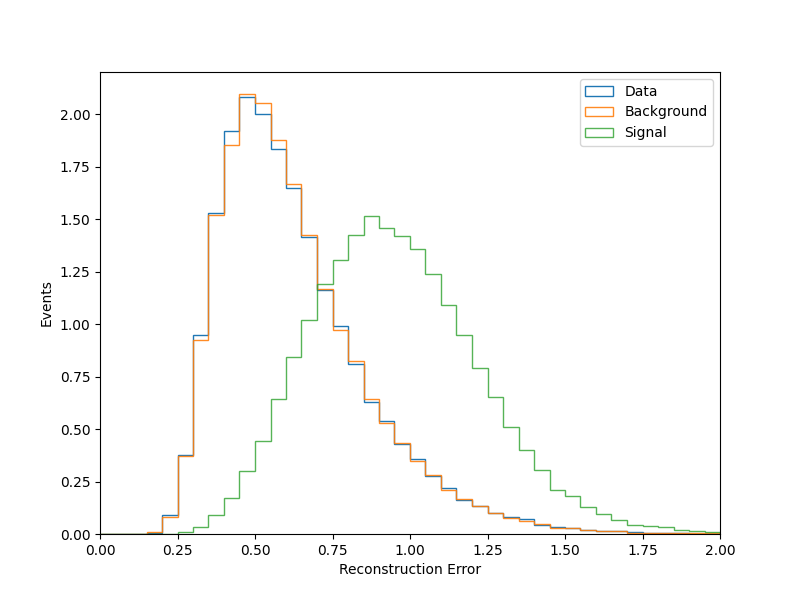 Data
Background
Signal
2.00
1.75
1.50
1.25
1.00
0.75
0.50
0.25
0.00
Events
0.00 0.25 0.50 0.75 1.00 1.25 1.50 1.75 2.00
Reconstruction Error